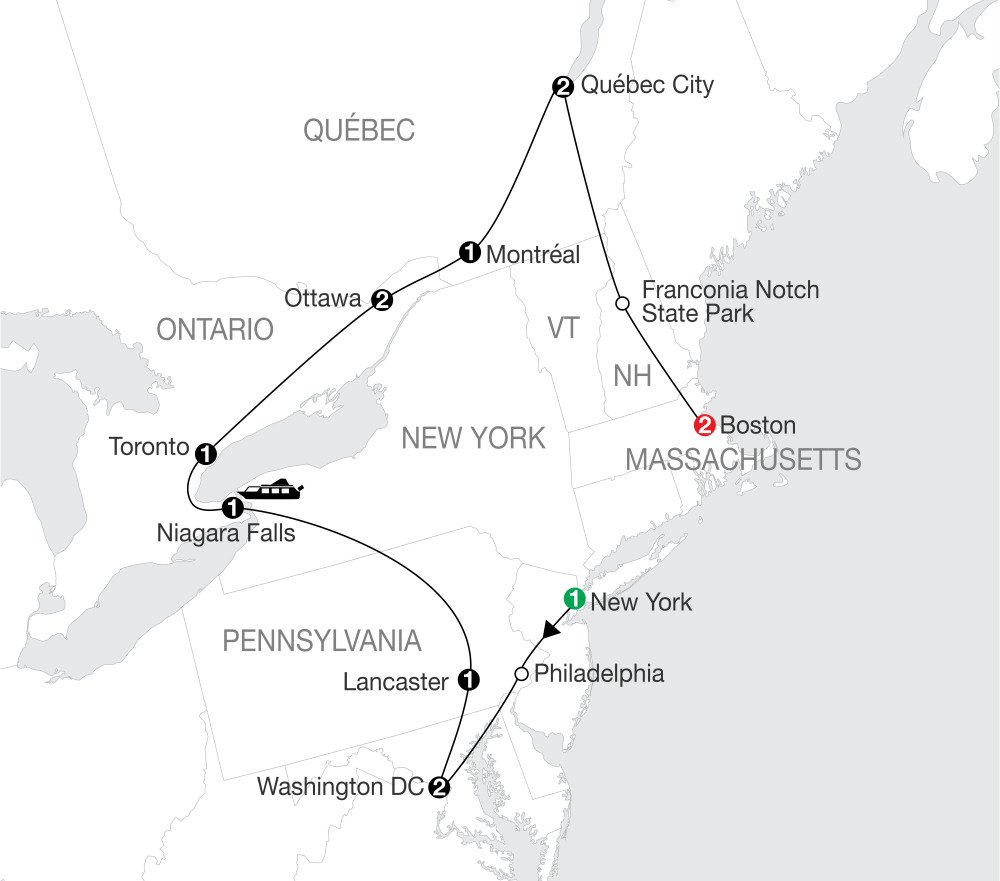 2 Québec City
QUÉBEC
1 Montréal
Ottawa 2
Franconia Notch
State Park
ONTARIO
VT
NH
Toronto 1
2 Boston
NEW YORK
MASSACHUSETTS
1
Niagara Falls
1 New York
PENNSYLVANIA
Philadelphia
Lancaster 1
Washington DC 2